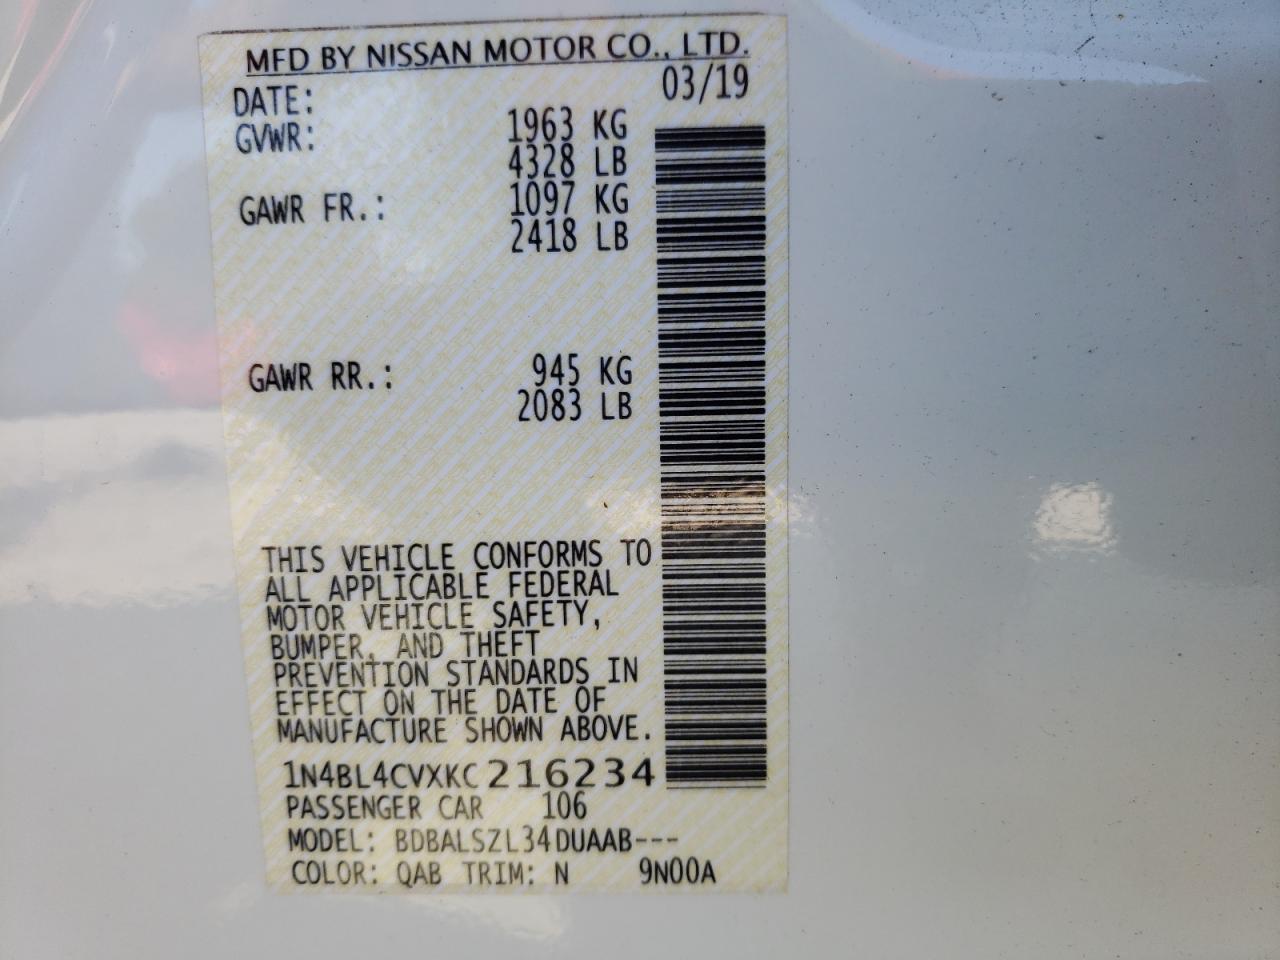 MFD BY NISSAN MOTOR CO., LTD.
DATE: 03/19
GVWR: 1963 KG
4328 LB
GAWR FR.: 1097 KG
2418 LB
GAWR RR.: 945 KG
2083 LB
THIS VEHICLE CONFORMS TO
ALL APPLICABLE FEDERAL
MOTOR VEHICLE SAFETY,
BUMPER, AND THEFT
PREVENTION STANDARDS IN
EFFECT ON THE DATE OF
MANUFACTURE SHOWN ABOVE.
1N4BL4CVXKC216234
PASSENGER CAR 106
MODEL: BDBALSZL34DUAAB---
COLOR: QAB TRIM: N 9N00A